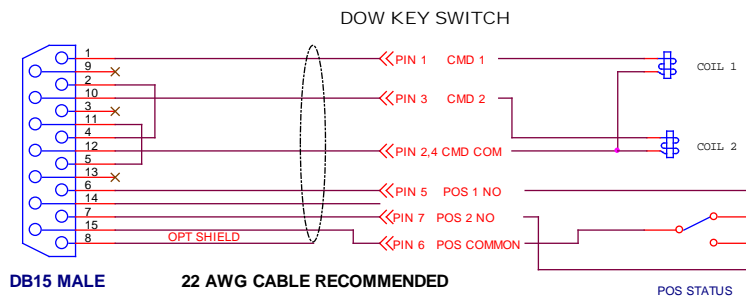 DOW KEY SWITCH
1
PIN 1 CMD 1
9
COIL 1
2
10
PIN 3 CMD 2
3
11
4
12
PIN 2,4 CMD COM
COIL 2
5
13
6
PIN 5 POS 1 NO
14
7
PIN 7 POS 2 NO
15
OPT SHIELD
8
PIN 6 POS COMMON
DB15 MALE
22 AWG CABLE RECOMMENDED
POS STATUS